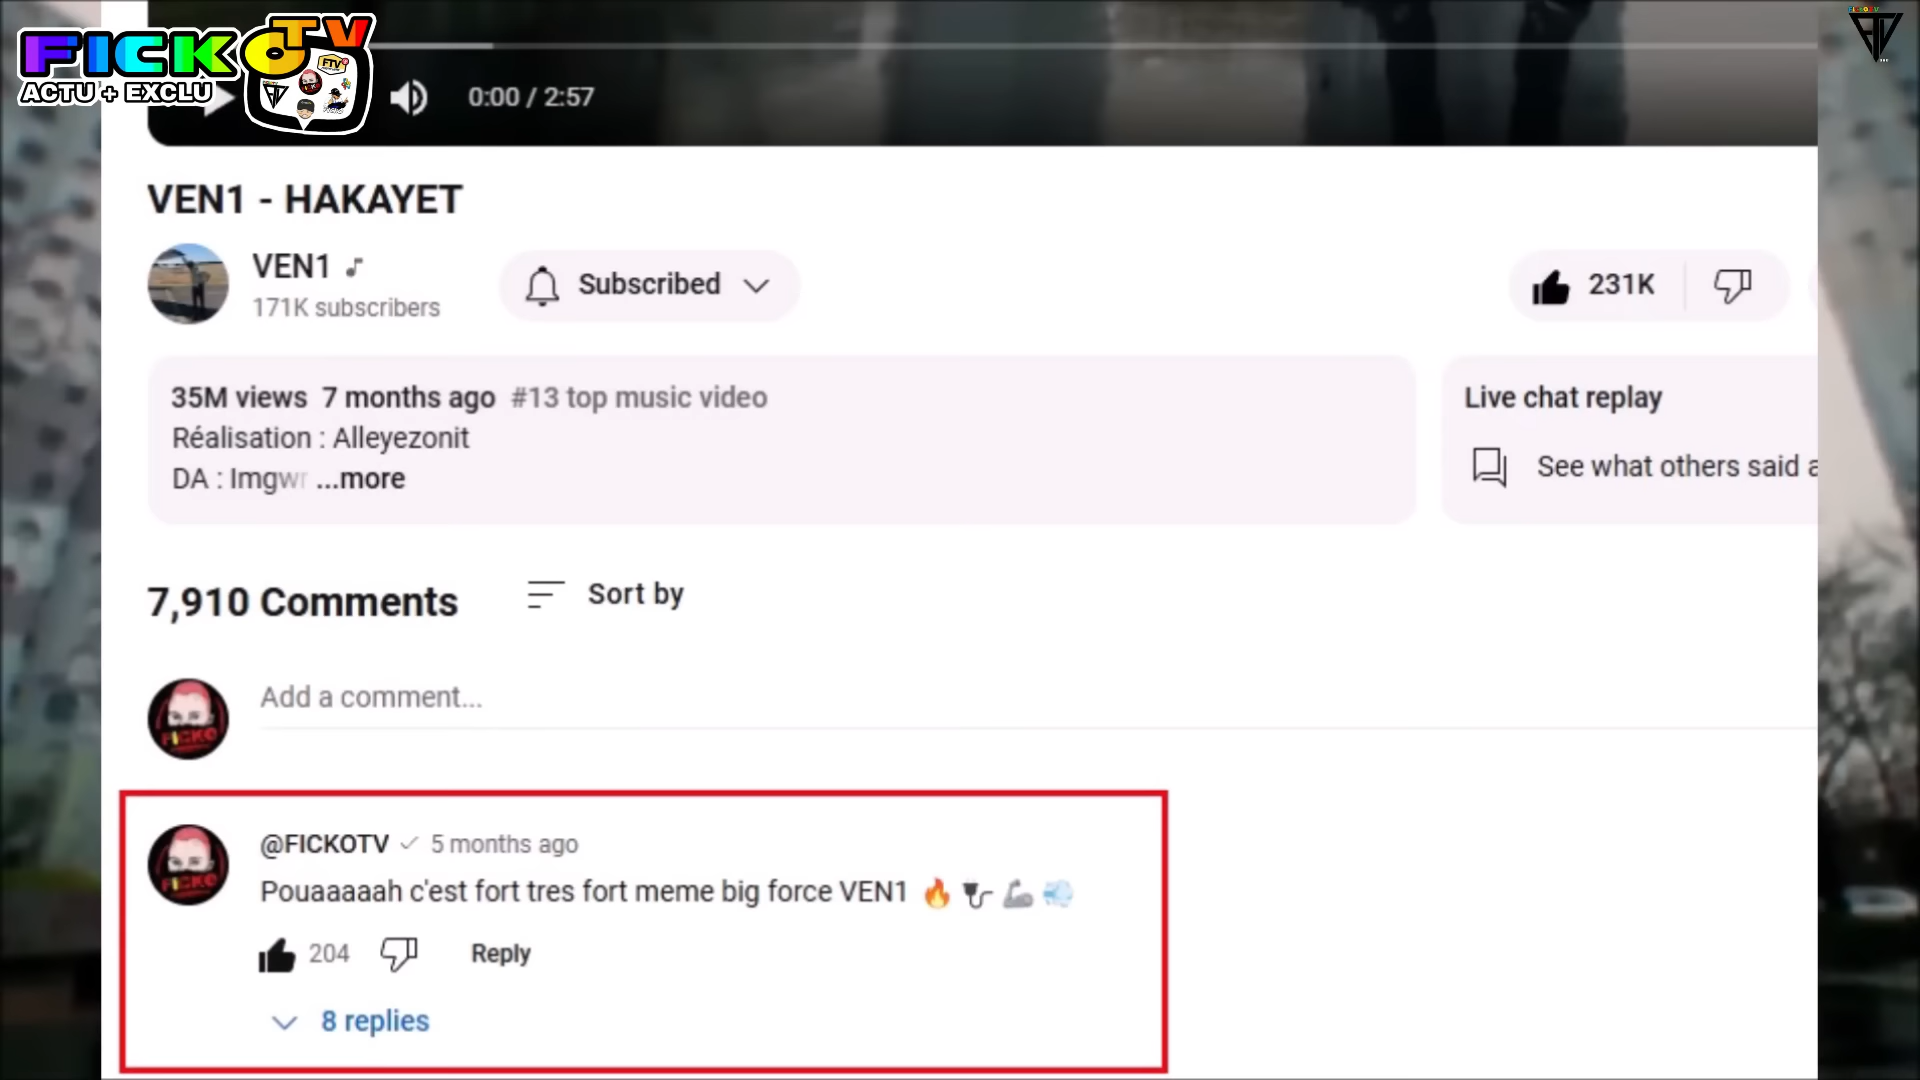 FICKO TV
ACTU + EXCLU
FTV
0:00 / 2:57
VEN1 - HAKAYET
VEN1
171K subscribers
Subscribed
231K
35M views 7 months ago #13 top music video
Réalisation : Alleyezonit
DA : Imgwr ...more
Live chat replay
See what others said a
7,910 Comments
Sort by
Add a comment...
FICKO
@FICKOTV 5 months ago
FICKO
Pouaaaaah c'est fort tres fort meme big force VEN1
204
Reply
8 replies